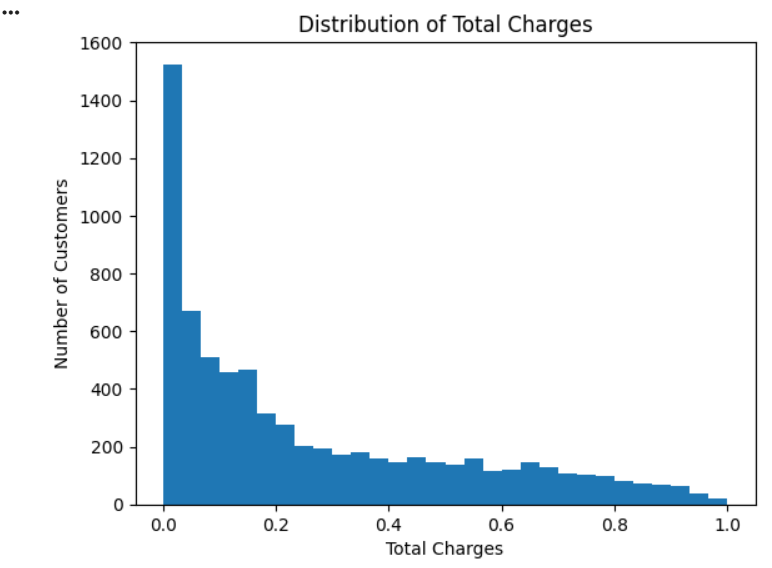 ...
Distribution of Total Charges
Number of Customers
1600
1400
1200
1000
800
600
400
200
0
0.0 0.2 0.4 0.6 0.8 1.0
Total Charges